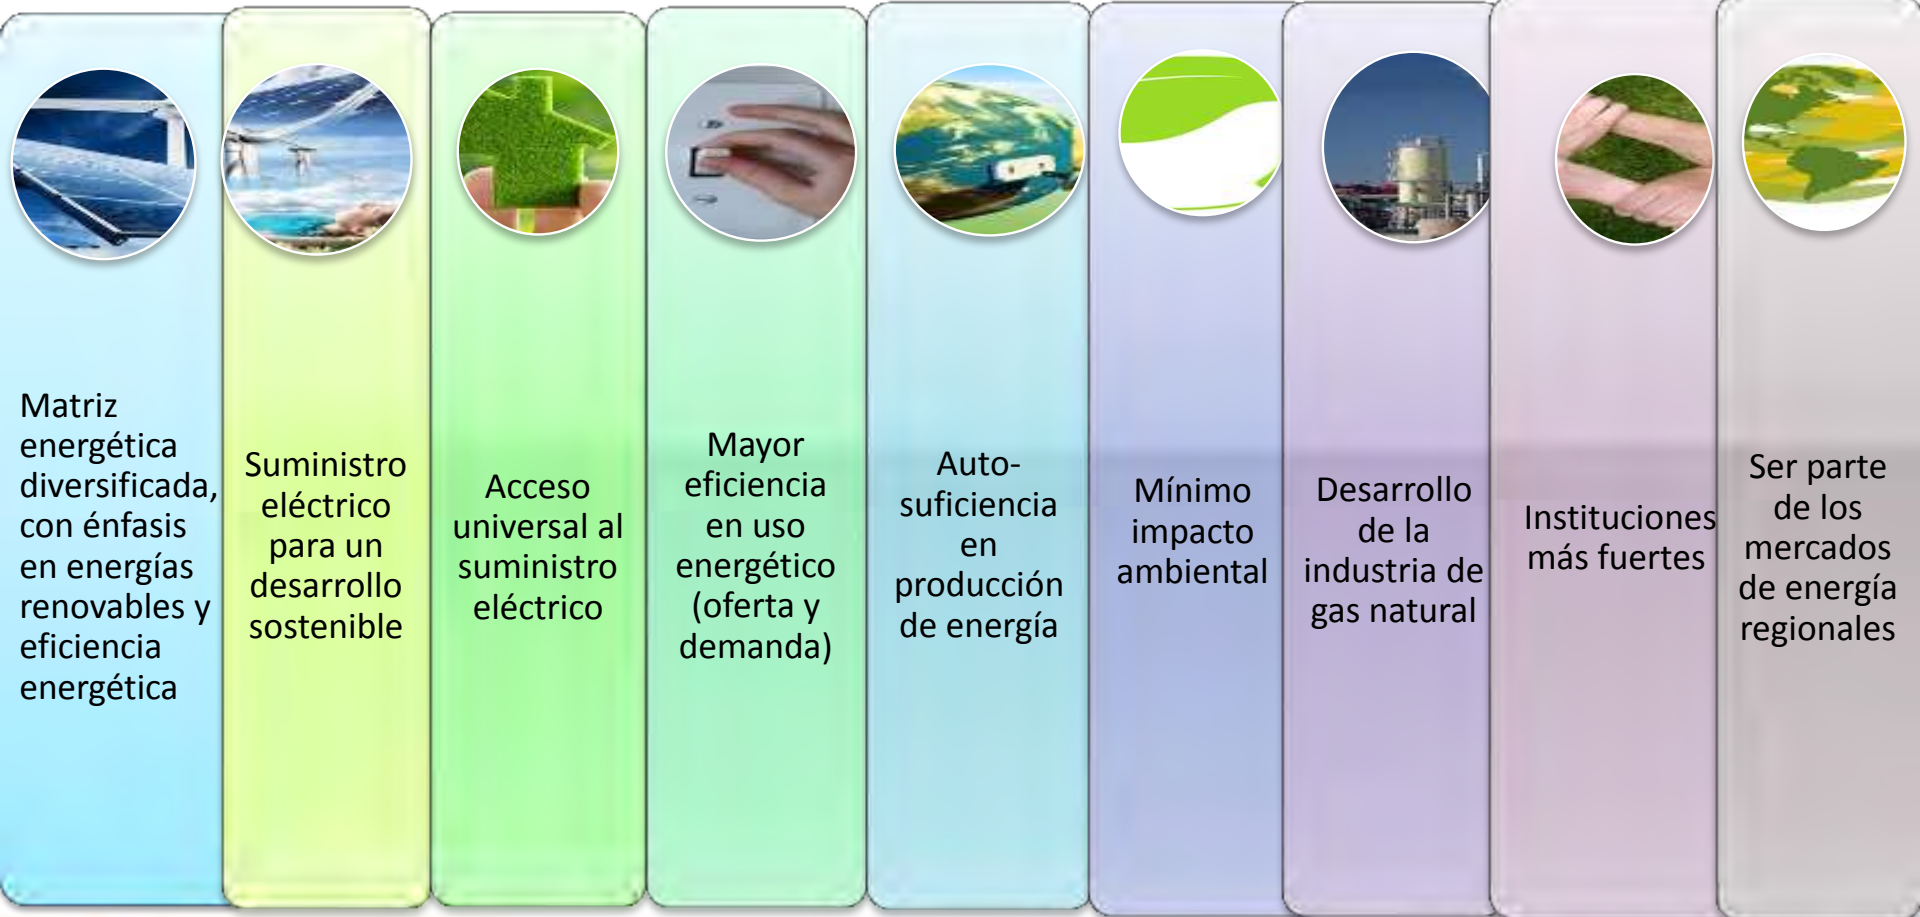 Matriz
energética
diversificada,
con énfasis
en energías
renovables y
eficiencia
energética
Suministro
eléctrico
para un
desarrollo
sostenible
Acceso
universal al
suministro
eléctrico
Mayor
eficiencia
en uso
energético
(oferta y
demanda)
Auto-
suficiencia
en
producción
de energía
Mínimo
impacto
ambiental
Desarrollo
de la
industria de
gas natural
Instituciones
más fuertes
Ser parte
de los
mercados
de energía
regionales